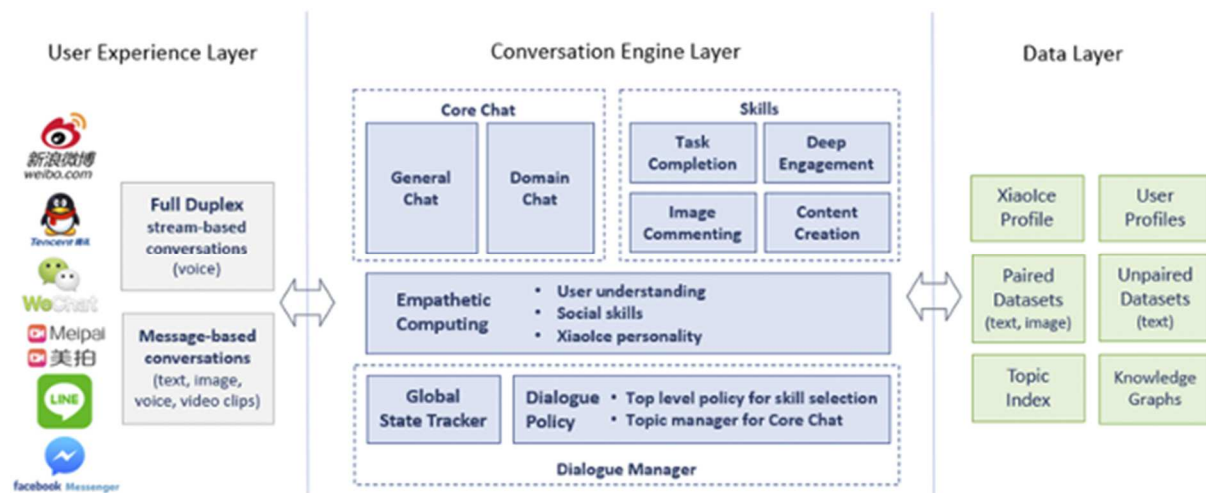 User Experience Layer
新浪微博
weibo.com
Tencent 腾讯
WeChat
Meipai
美拍
LINE
facebook Messenger
Full Duplex
stream-based
conversations
(voice)
Message-based
conversations
(text, image,
voice, video clips)
Conversation Engine Layer
Core Chat
General
Chat
Domain
Chat
Skills
Task
Completion
Deep
Engagement
Image
Commenting
Content
Creation
Empathetic
Computing
• User understanding
• Social skills
• XiaoIce personality
Global
State Tracker
Dialogue
Policy
• Top level policy for skill selection
• Topic manager for Core Chat
Dialogue Manager
Data Layer
XiaoIce
Profile
User
Profiles
Paired
Datasets
(text, image)
Unpaired
Datasets
(text)
Topic
Index
Knowledge
Graphs